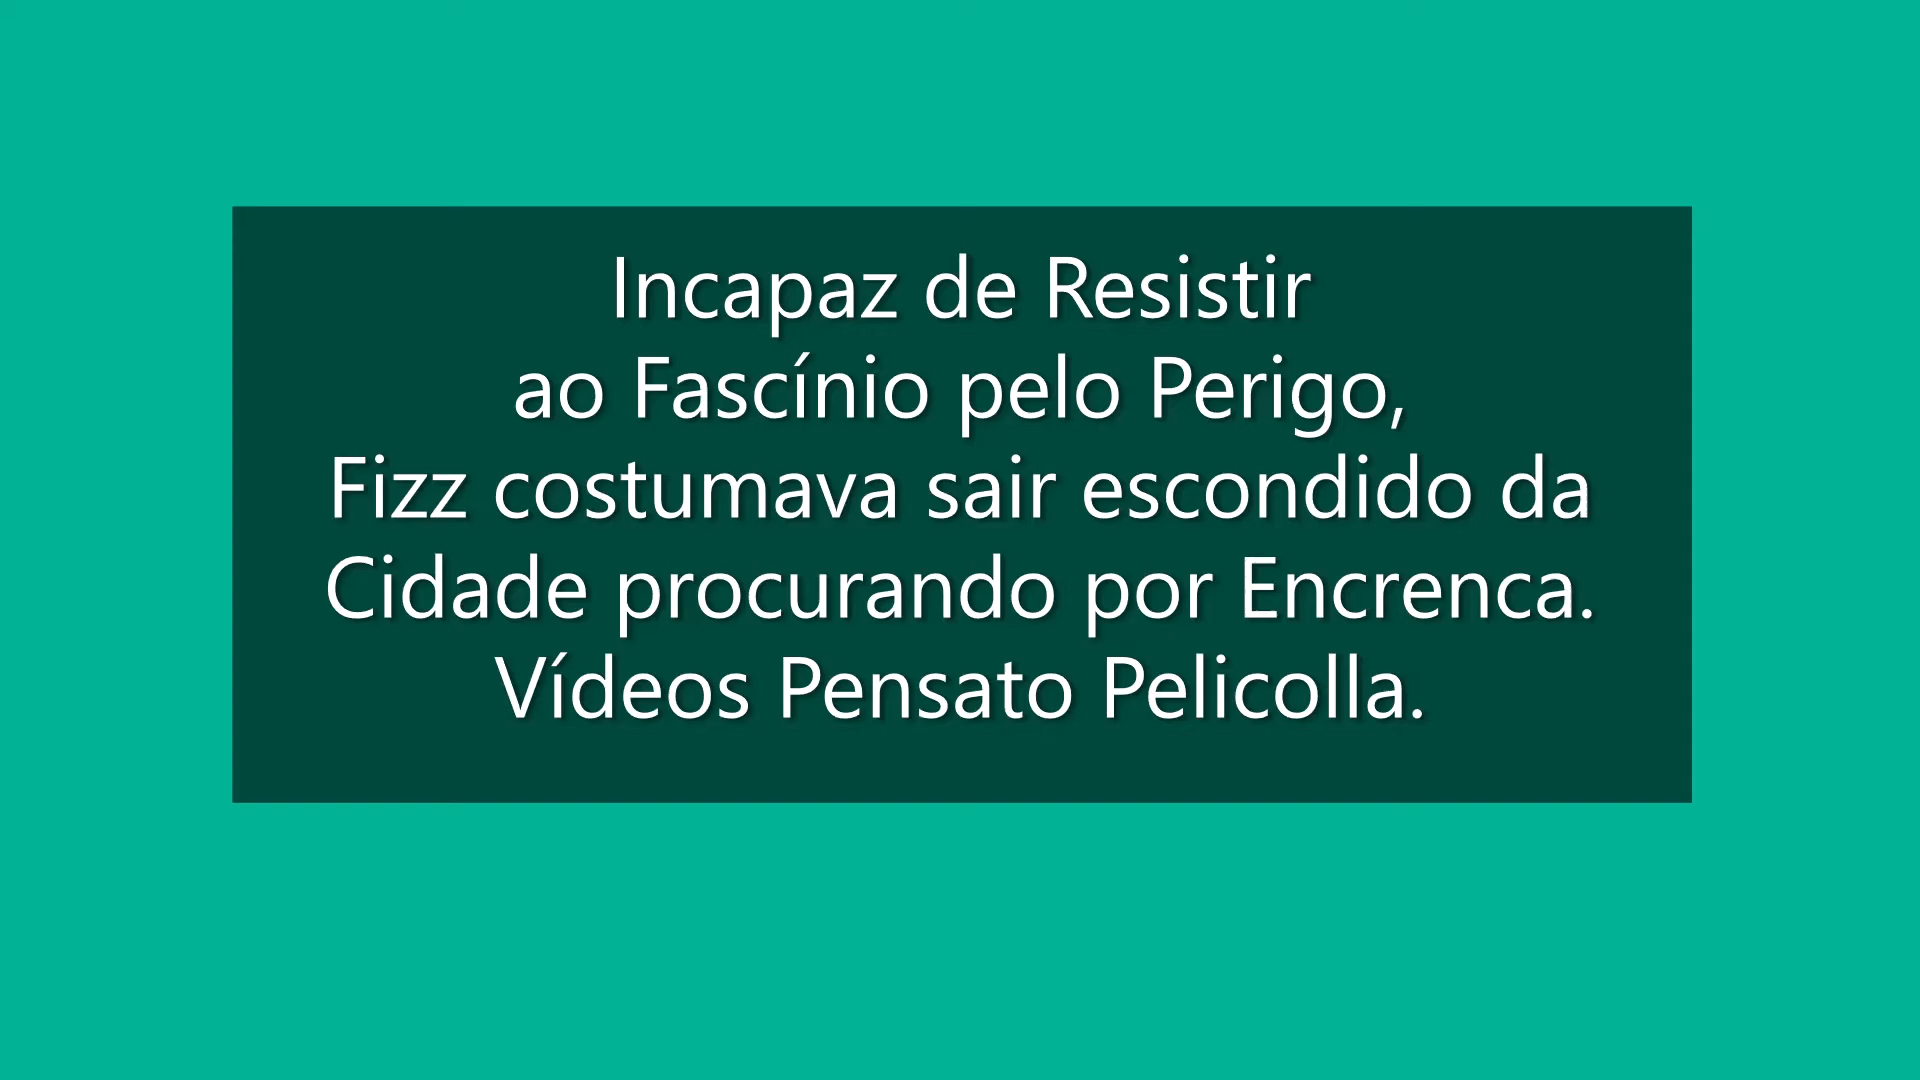 Incapaz de Resistir
ao Fascínio pelo Perigo,
Fizz costumava sair escondido da
Cidade procurando por Encrenca.
Vídeos Pensato Pelicolla.